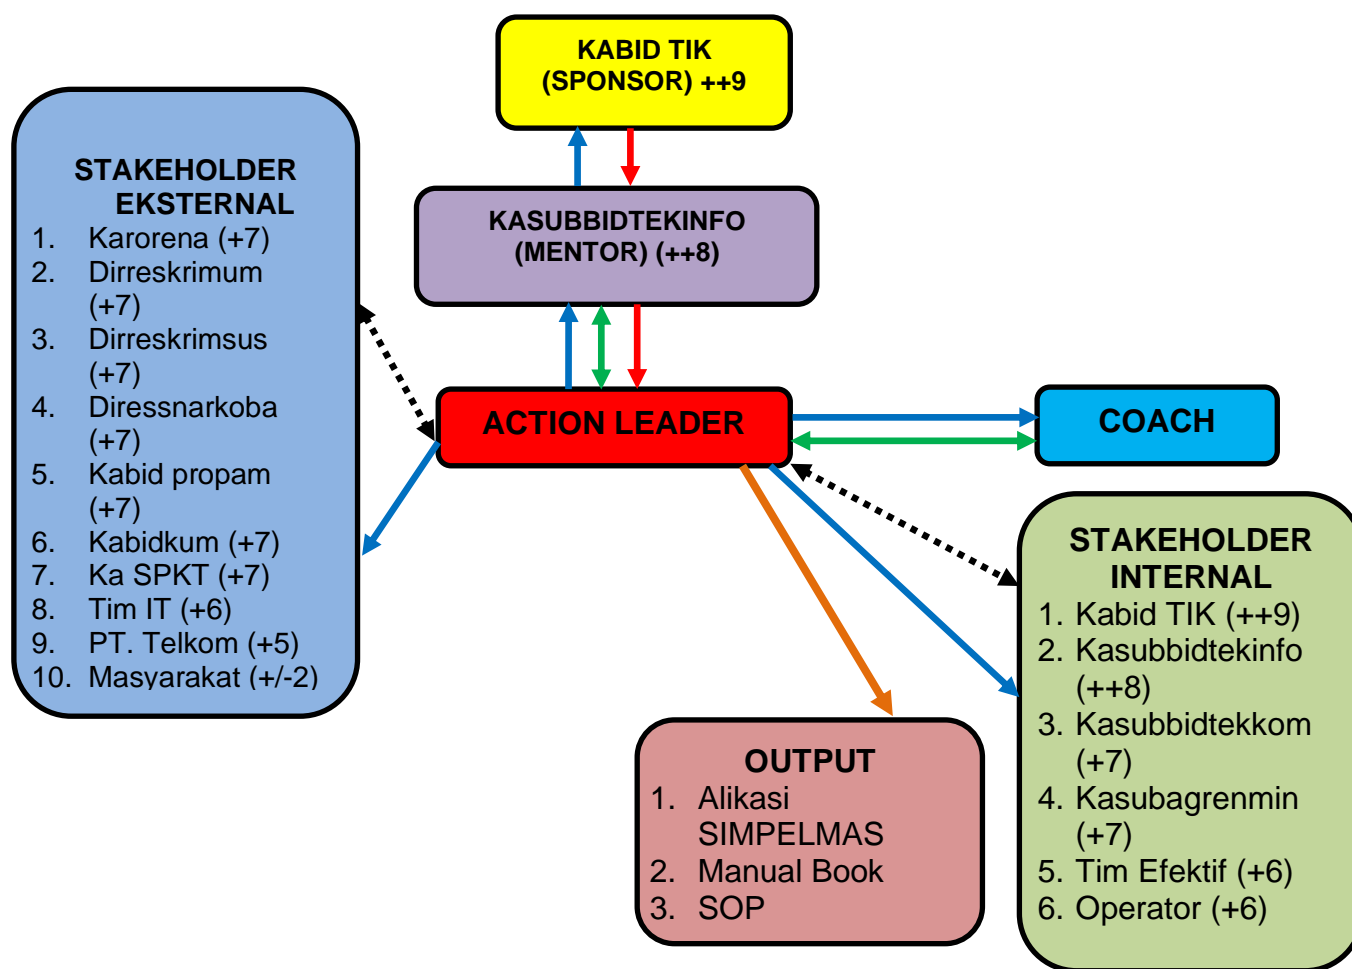 KABID TIK
(SPONSOR) ++9
KASUBBIDTEKINFO
(MENTOR) (++8)
STAKEHOLDER
EKSTERNAL
1. Karorena (+7)
2. Dirreskrimum
(+7)
3. Dirreskrimsus
(+7)
4. Diressnarkoba
(+7)
5. Kabid propam
(+7)
6. Kabidkum (+7)
7. Ka SPKT (+7)
8. Tim IT (+6)
9. PT. Telkom (+5)
10. Masyarakat (+/-2)
ACTION LEADER
COACH
STAKEHOLDER
INTERNAL
1. Kabid TIK (++9)
2. Kasubbidtekinfo
(++8)
3. Kasubbidtekkom
(+7)
4. Kasubagrenmin
(+7)
5. Tim Efektif (+6)
6. Operator (+6)
OUTPUT
1. Alikasi
SIMPELMAS
2. Manual Book
3. SOP